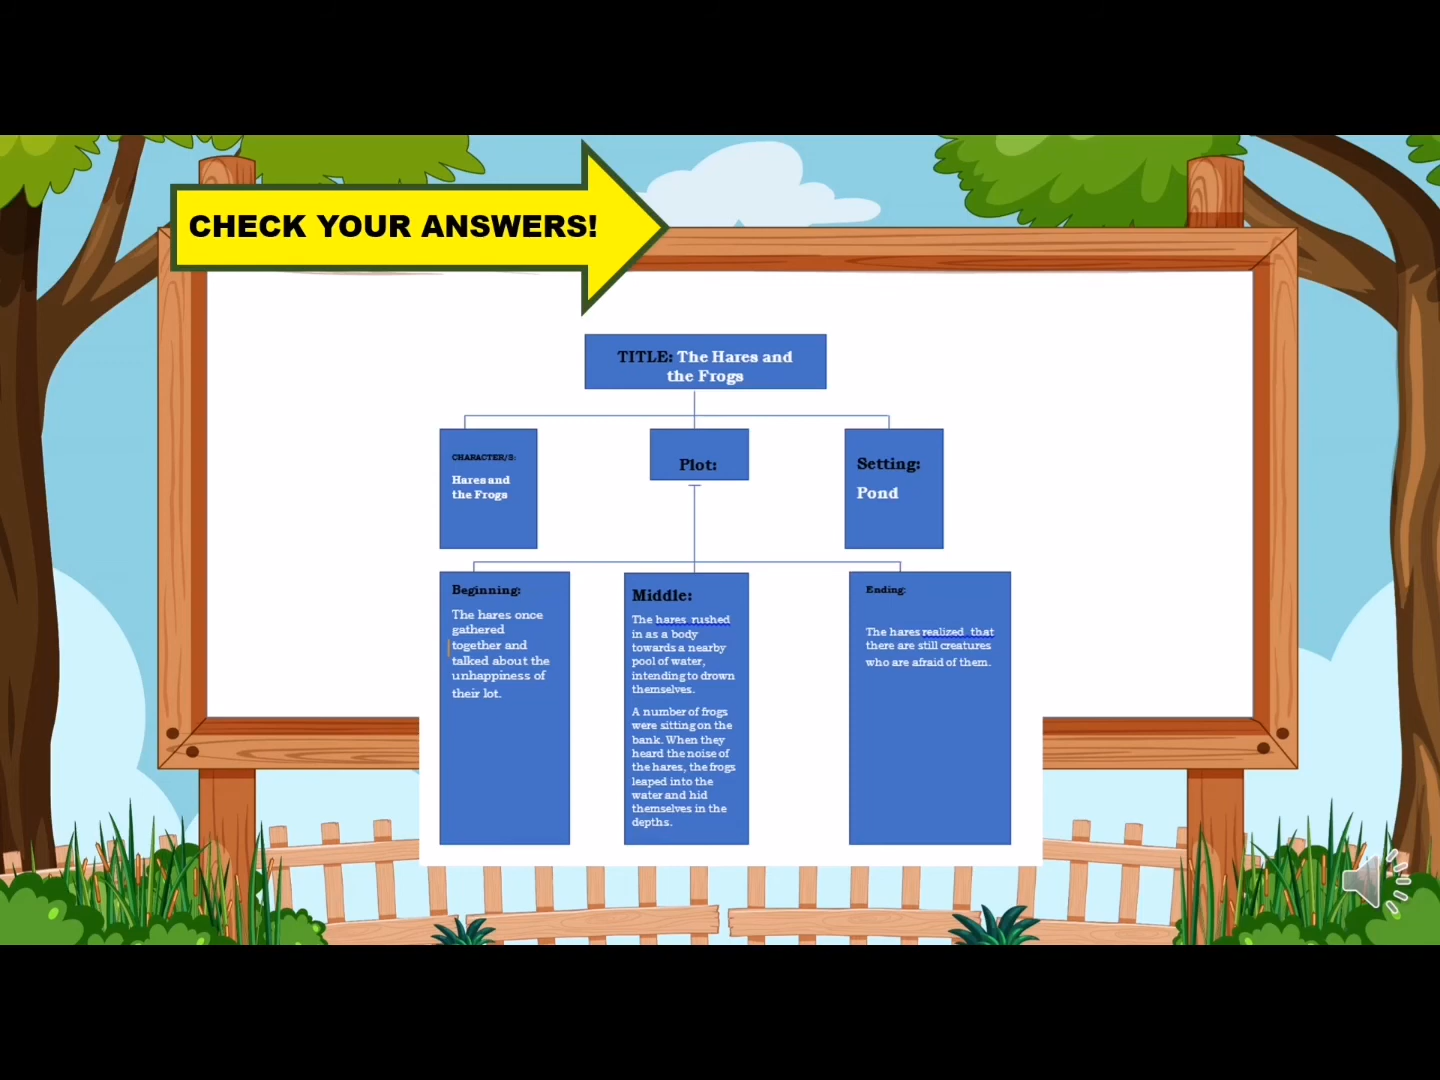 CHECK YOUR ANSWERS!
TITLE: The Hares and
the Frogs
CHARACTER/S:
Hares and
the Frogs
Plot:
Setting:
Pond
Beginning:
The hares once
gathered
together and
talked about the
unhappiness of
their lot.
Middle:
The hares rushed
in as a body
towards a nearby
pool of water,
intending to drown
themselves.
A number of frogs
were sitting on the
bank. When they
heard the noise of
the hares, the frogs
leaped into the
water and hid
themselves in the
depths.
Ending:
The hares realized that
there are still creatures
who are afraid of them.